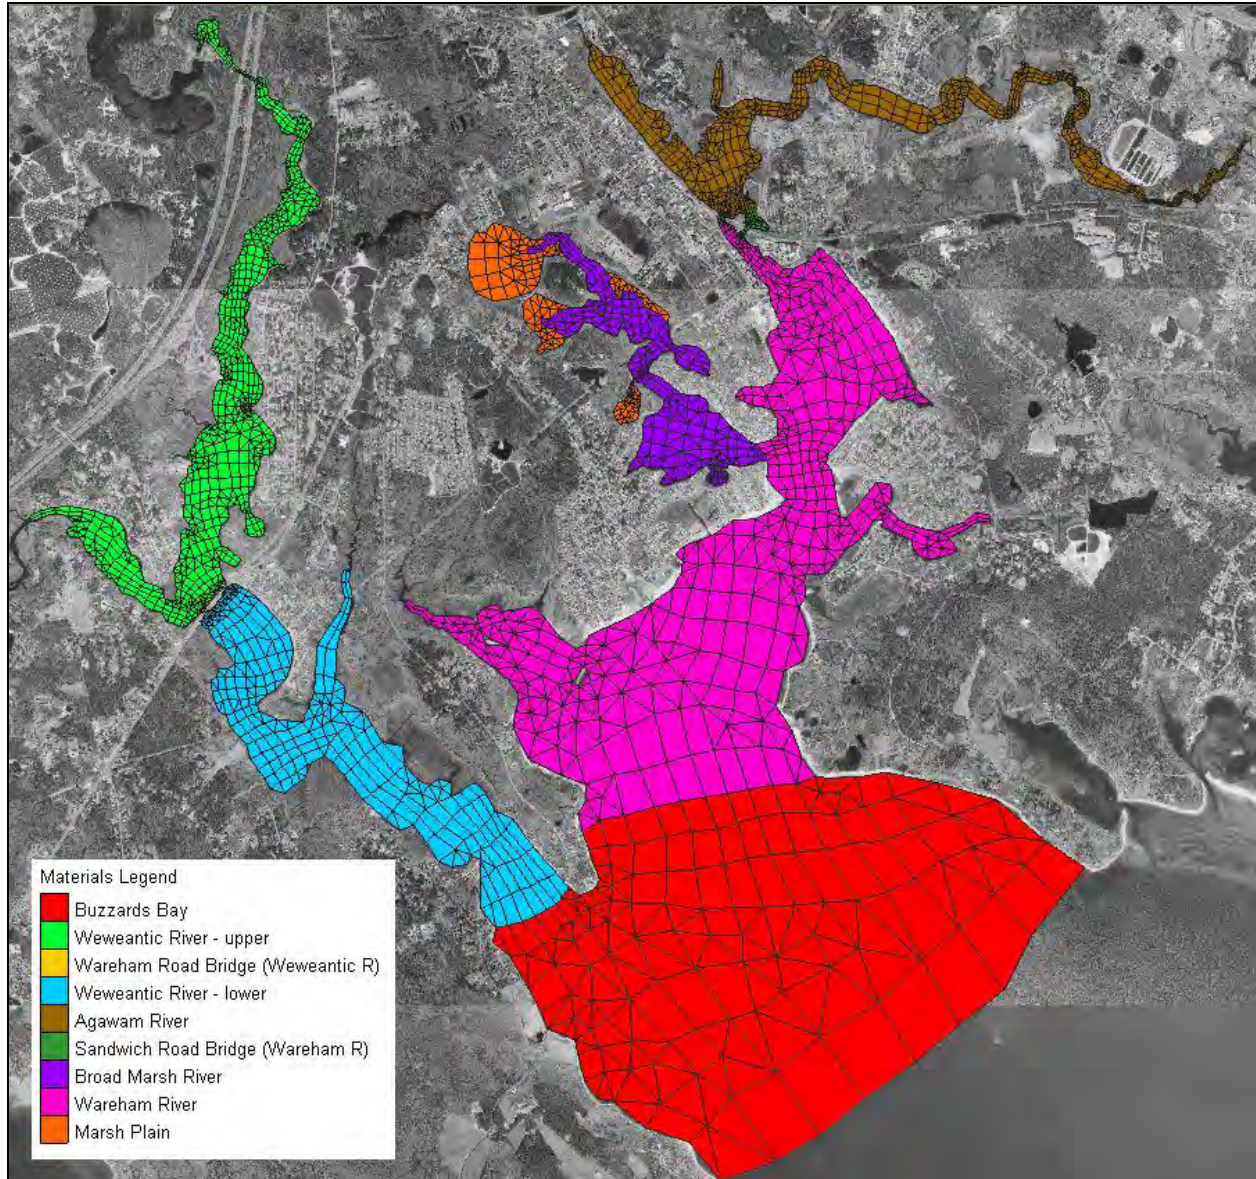 Materials Legend
Buzzards Bay
Weweantic River - upper
Wareham Road Bridge (Weweantic R)
Weweantic River - lower
Agawam River
Sandwich Road Bridge (Wareham R)
Broad Marsh River
Wareham River
Marsh Plain